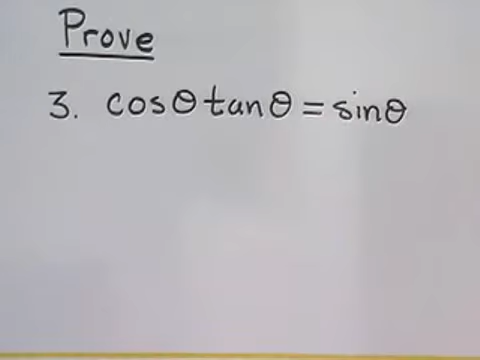 Prove
3. cosθ tanθ = sinθ